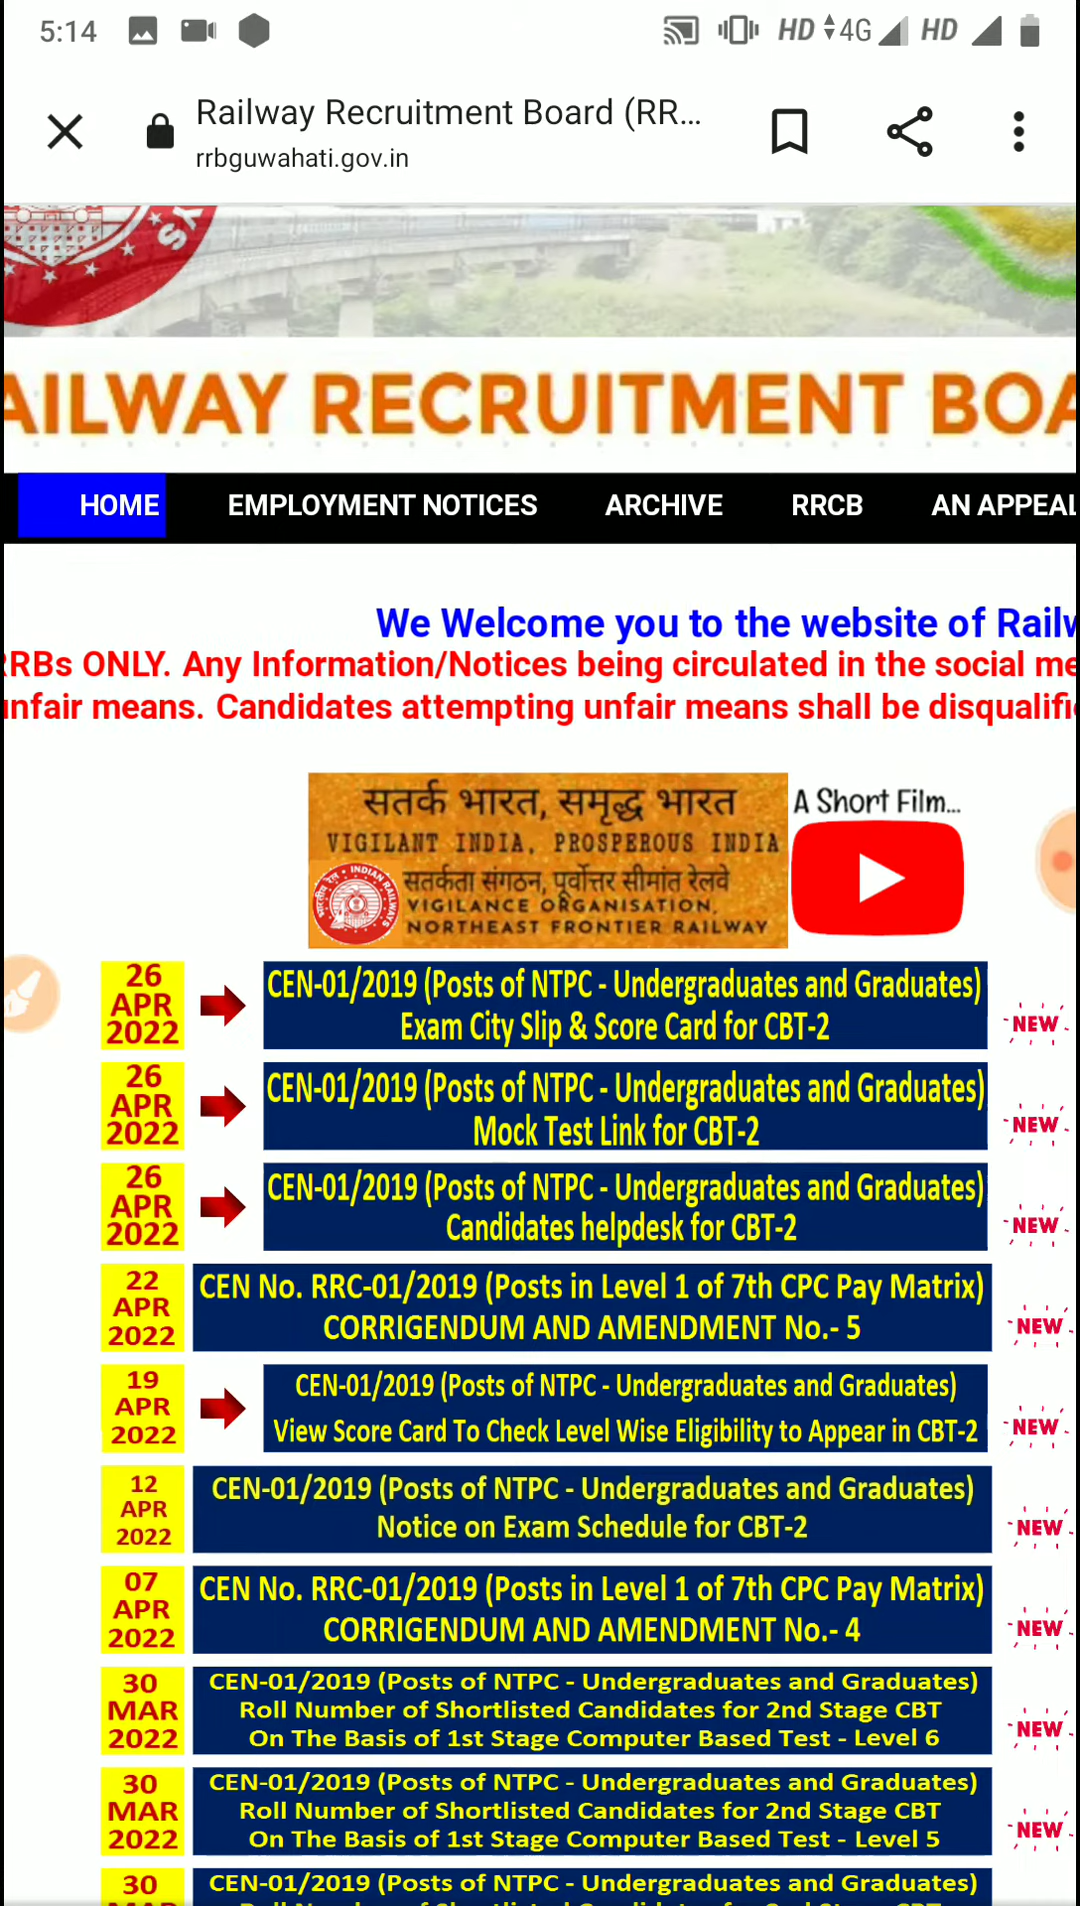 5:14
HD 4G HD
Railway Recruitment Board (RR...
rrbguwahati.gov.in
AILWAY RECRUITMENT BOA
HOME EMPLOYMENT NOTICES ARCHIVE RRCB AN APPEAL
We Welcome you to the website of Railw
RRBs ONLY. Any Information/Notices being circulated in the social me
unfair means. Candidates attempting unfair means shall be disqualifi
सतर्क भारत, समृद्ध भारत
VIGILANT INDIA, PROSPEROUS INDIA
सतर्कता संगठन, पूर्वोत्तर सीमांत रेलवे
VIGILANCE ORGANISATION,
NORTHEAST FRONTIER RAILWAY
INDIAN RAILWAYS
A Short Film...
26
APR
2022
CEN-01/2019 (Posts of NTPC - Undergraduates and Graduates)
Exam City Slip & Score Card for CBT-2
NEW
26
APR
2022
CEN-01/2019 (Posts of NTPC - Undergraduates and Graduates)
Mock Test Link for CBT-2
NEW
26
APR
2022
CEN-01/2019 (Posts of NTPC - Undergraduates and Graduates)
Candidates helpdesk for CBT-2
NEW
22
APR
2022
CEN No. RRC-01/2019 (Posts in Level 1 of 7th CPC Pay Matrix)
CORRIGENDUM AND AMENDMENT No.- 5
NEW
19
APR
2022
CEN-01/2019 (Posts of NTPC - Undergraduates and Graduates)
View Score Card To Check Level Wise Eligibility to Appear in CBT-2
NEW
12
APR
2022
CEN-01/2019 (Posts of NTPC - Undergraduates and Graduates)
Notice on Exam Schedule for CBT-2
NEW
07
APR
2022
CEN No. RRC-01/2019 (Posts in Level 1 of 7th CPC Pay Matrix)
CORRIGENDUM AND AMENDMENT No.- 4
NEW
30
MAR
2022
CEN-01/2019 (Posts of NTPC - Undergraduates and Graduates)
Roll Number of Shortlisted Candidates for 2nd Stage CBT
On The Basis of 1st Stage Computer Based Test - Level 6
NEW
30
MAR
2022
CEN-01/2019 (Posts of NTPC - Undergraduates and Graduates)
Roll Number of Shortlisted Candidates for 2nd Stage CBT
On The Basis of 1st Stage Computer Based Test - Level 5
NEW
30
CEN-01/2019 (Posts of NTPC - Undergraduates and Graduates)